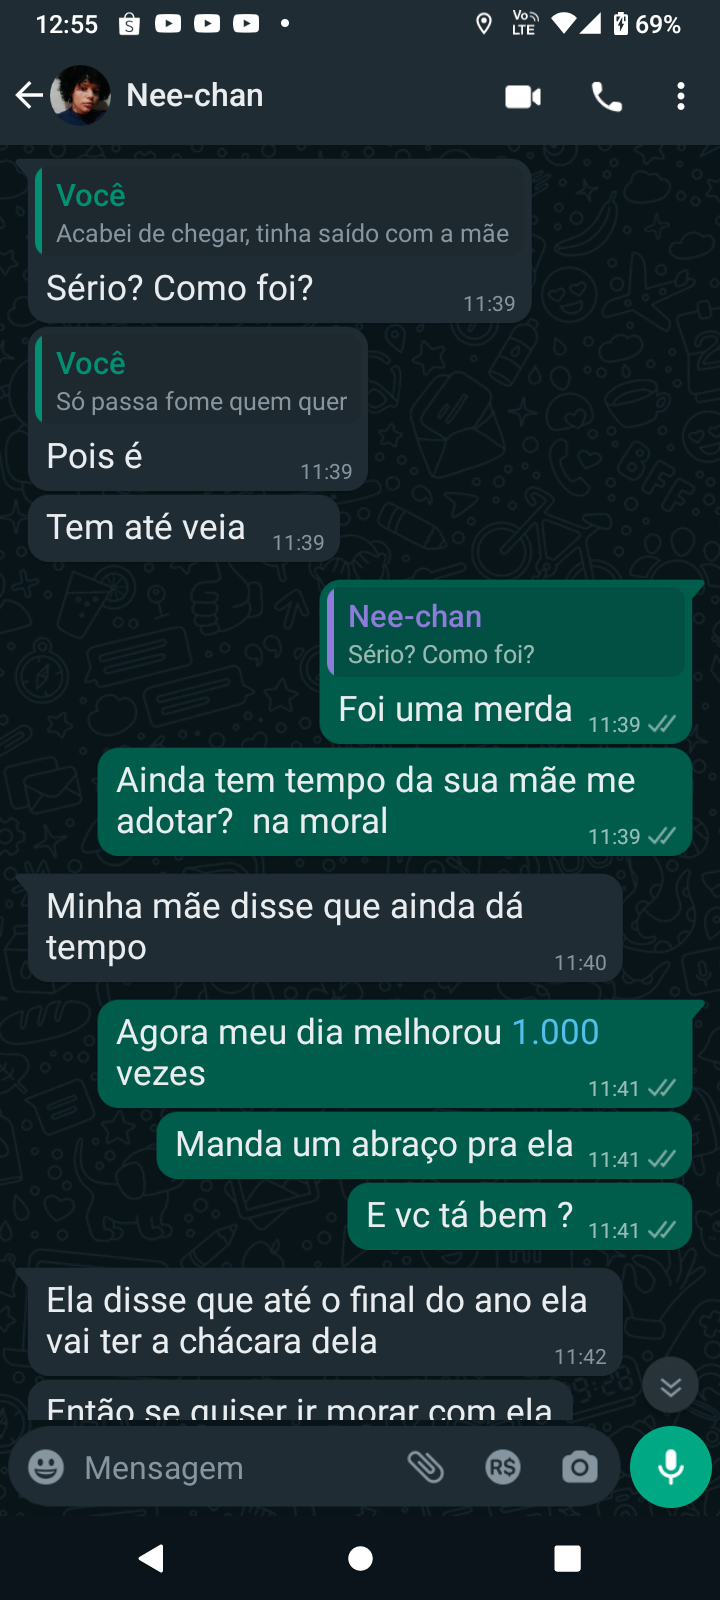 12:55
Vo
LTE
69%
Nee-chan
Você
Acabei de chegar, tinha saído com a mãe
Sério? Como foi?
11:39
Você
Só passa fome quem quer
Pois é
11:39
Tem até veia
11:39
Nee-chan
Sério? Como foi?
Foi uma merda
11:39
Ainda tem tempo da sua mãe me
adotar? na moral
11:39
Minha mãe disse que ainda dá
tempo
11:40
Agora meu dia melhorou 1.000
vezes
11:41
Manda um abraço pra ela
11:41
E vc tá bem ?
11:41
Ela disse que até o final do ano ela
vai ter a chácara dela
11:42
Então se quiser ir morar com ela
Mensagem
R$